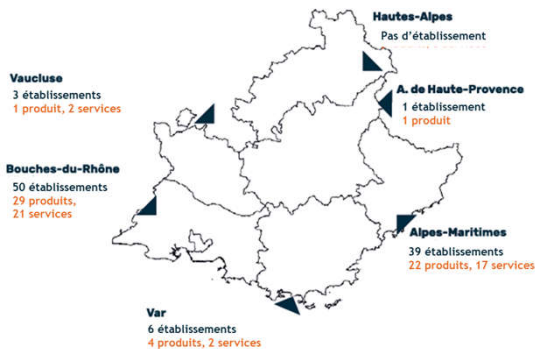 Hautes-Alpes
Pas d'établissement
Vaucluse
3 établissements
1 produit, 2 services
A. de Haute-Provence
1 établissement
1 produit
Bouches-du-Rhône
50 établissements
29 produits,
21 services
Alpes-Maritimes
39 établissements
22 produits, 17 services
Var
6 établissements
4 produits, 2 services